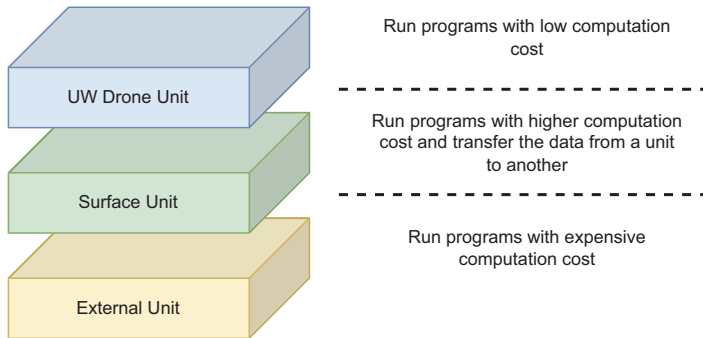 Run programs with low computation
cost
UW Drone Unit
Run programs with higher computation
cost and transfer the data from a unit
to another
Surface Unit
Run programs with expensive
computation cost
External Unit